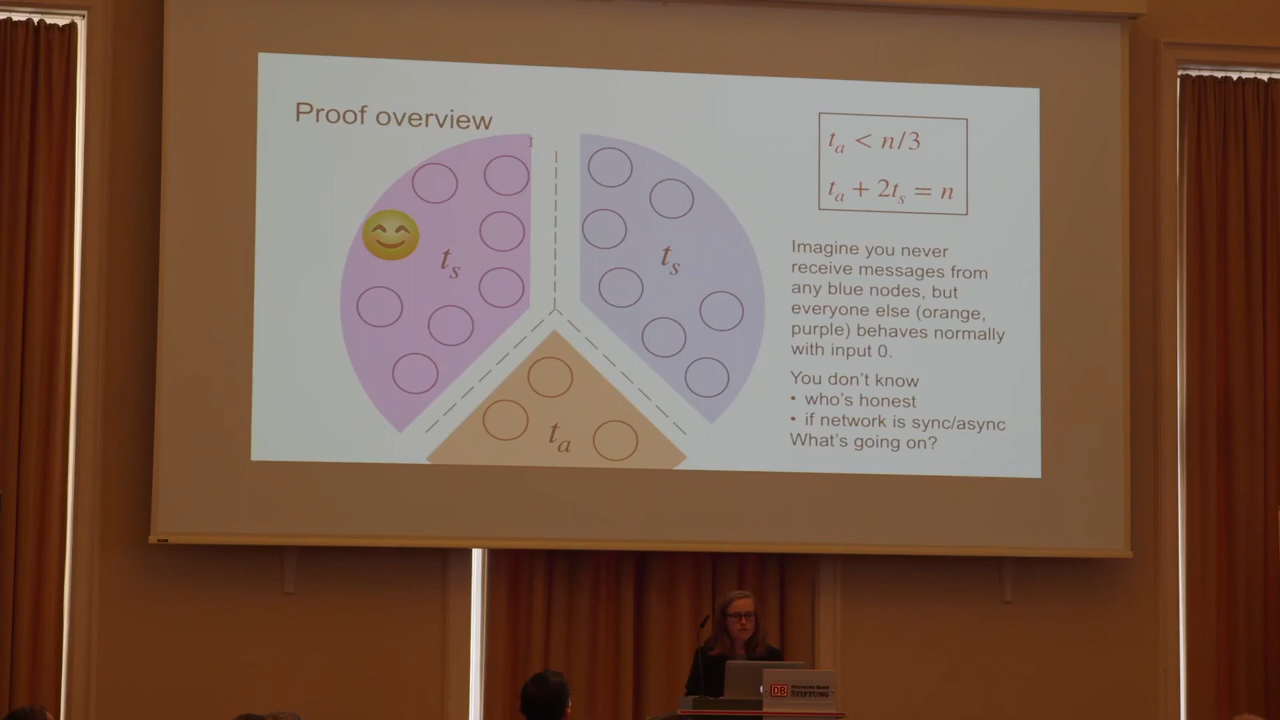 Proof overview
t_s
t_s
t_a
t_a < n/3
t_a + 2t_s = n
Imagine you never
receive messages from
any blue nodes, but
everyone else (orange,
purple) behaves normally
with input 0.
You don't know
• who's honest
• if network is sync/async
What's going on?
DB
STIFTUNG